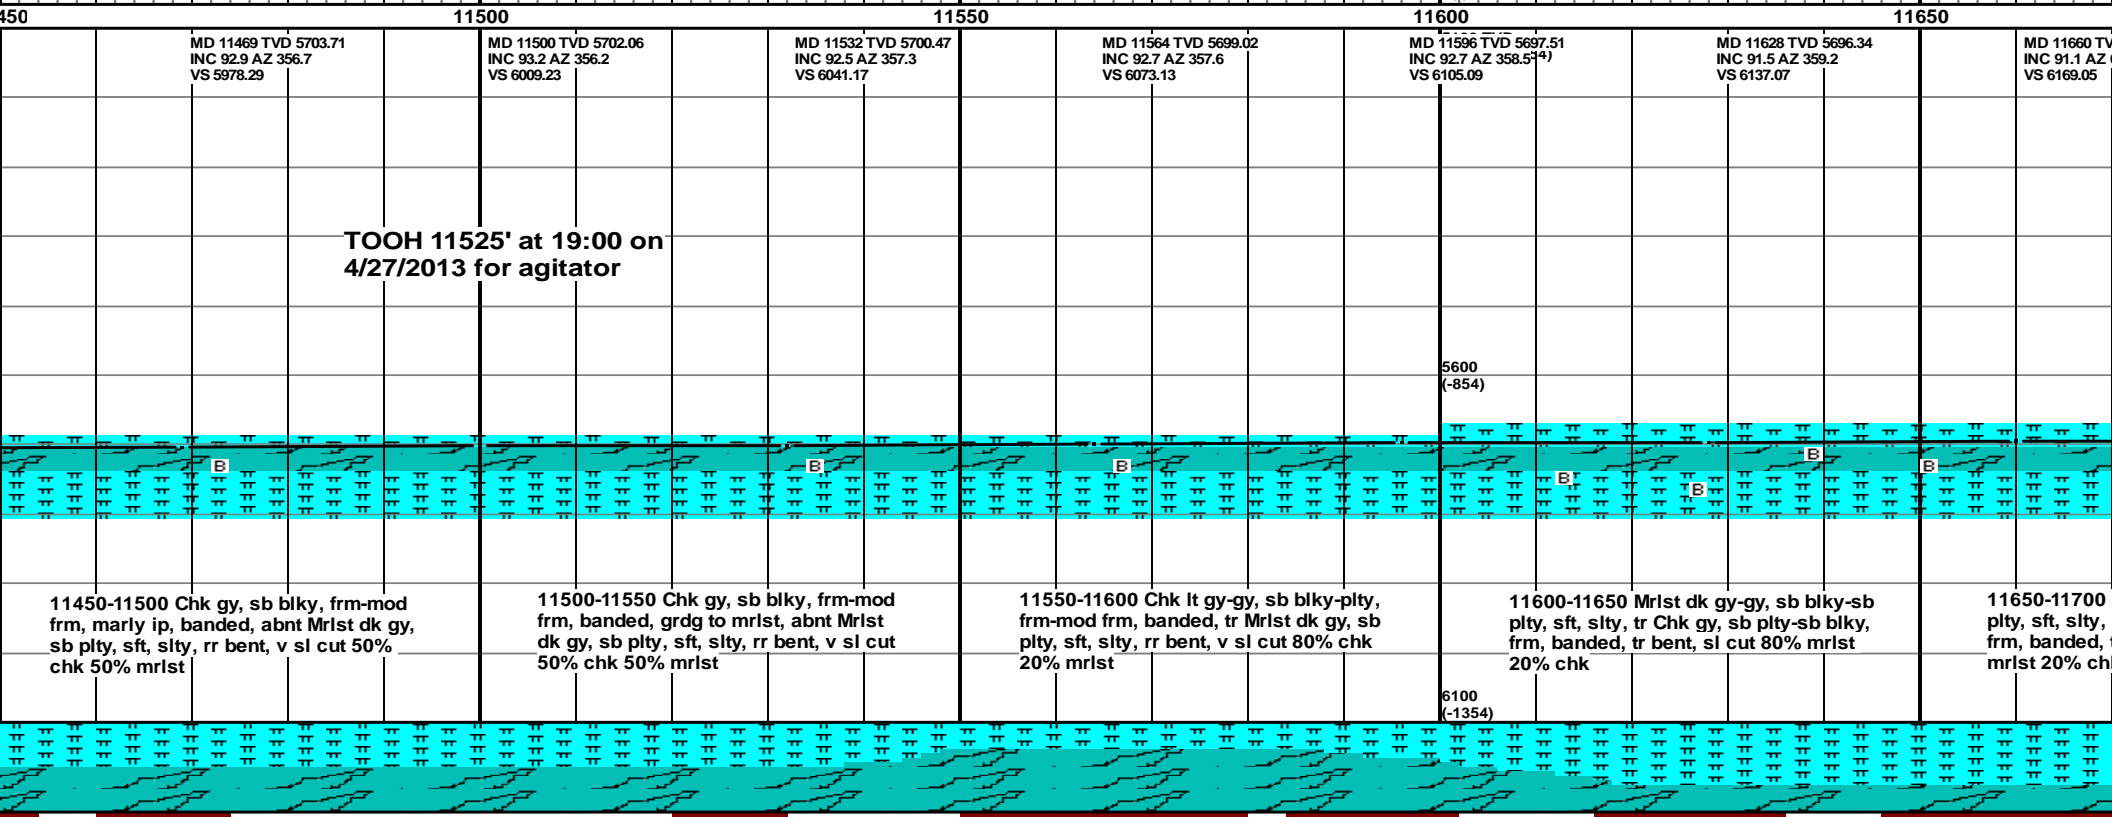 450 11500 11550 11600 11650
MD 11469 TVD 5703.71
INC 92.9 AZ 356.7
VS 5978.29
MD 11500 TVD 5702.06
INC 93.2 AZ 356.2
VS 6009.23
MD 11532 TVD 5700.47
INC 92.5 AZ 357.3
VS 6041.17
MD 11564 TVD 5699.02
INC 92.7 AZ 357.6
VS 6073.13
MD 11596 TVD 5697.51
INC 92.7 AZ 358.5
VS 6105.09
MD 11628 TVD 5696.34
INC 91.5 AZ 359.2
VS 6137.07
MD 11660 TV
INC 91.1 AZ
VS 6169.05
TOOH 11525' at 19:00 on
4/27/2013 for agitator
5600
(-854)
B B B B B B B
11450-11500 Chk gy, sb blky, frm-mod
frm, marly ip, banded, abnt Mrlst dk gy,
sb plty, sft, slty, rr bent, v sl cut 50%
chk 50% mrlst
11500-11550 Chk gy, sb blky, frm-mod
frm, banded, grdg to mrlst, abnt Mrlst
dk gy, sb plty, sft, slty, rr bent, v sl cut
50% chk 50% mrlst
11550-11600 Chk lt gy-gy, sb blky-plty,
frm-mod frm, banded, tr Mrlst dk gy, sb
plty, sft, slty, rr bent, v sl cut 80% chk
20% mrlst
11600-11650 Mrlst dk gy-gy, sb blky-sb
plty, sft, slty, tr Chk gy, sb plty-sb blky,
frm, banded, tr bent, sl cut 80% mrlst
20% chk
11650-11700
plty, sft, slty,
frm, banded,
mrlst 20% ch
6100
(-1354)